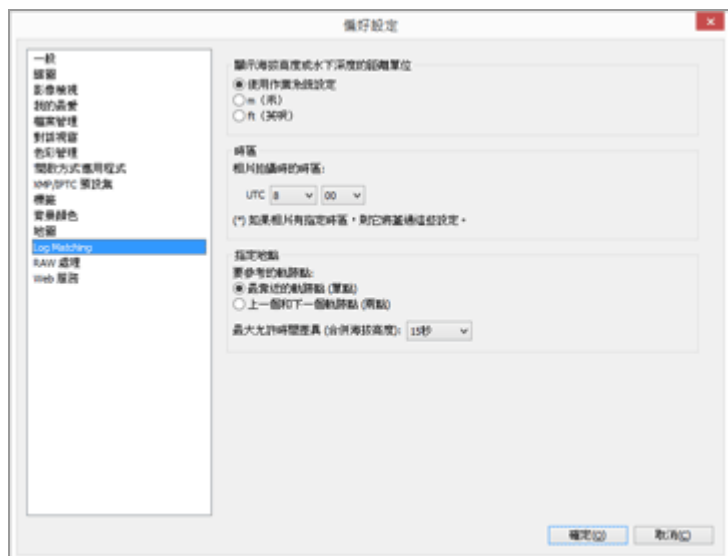 偏好設定
一般
縮圖
影像檢視
我的最愛
檔案管理
對話視窗
色彩管理
開啟方式應用程式
XMP/IPTC 預設集
標籤
背景顏色
地圖
Log Matching
RAW 處理
Web 服務
顯示海拔高度或水下深度的距離單位
使用作業系統設定
m (米)
ft (英呎)
時區
相片拍攝時的時區:
UTC 8 00
(*) 如果相片有指定時區，則它將蓋過這些設定。
指定地點
要參考的軌跡點:
最靠近的軌跡點 (單點)
上一個和下一個軌跡點 (兩點)
最大允許時間差異 (合併海拔高度): 15秒
確定(O)
取消(C)